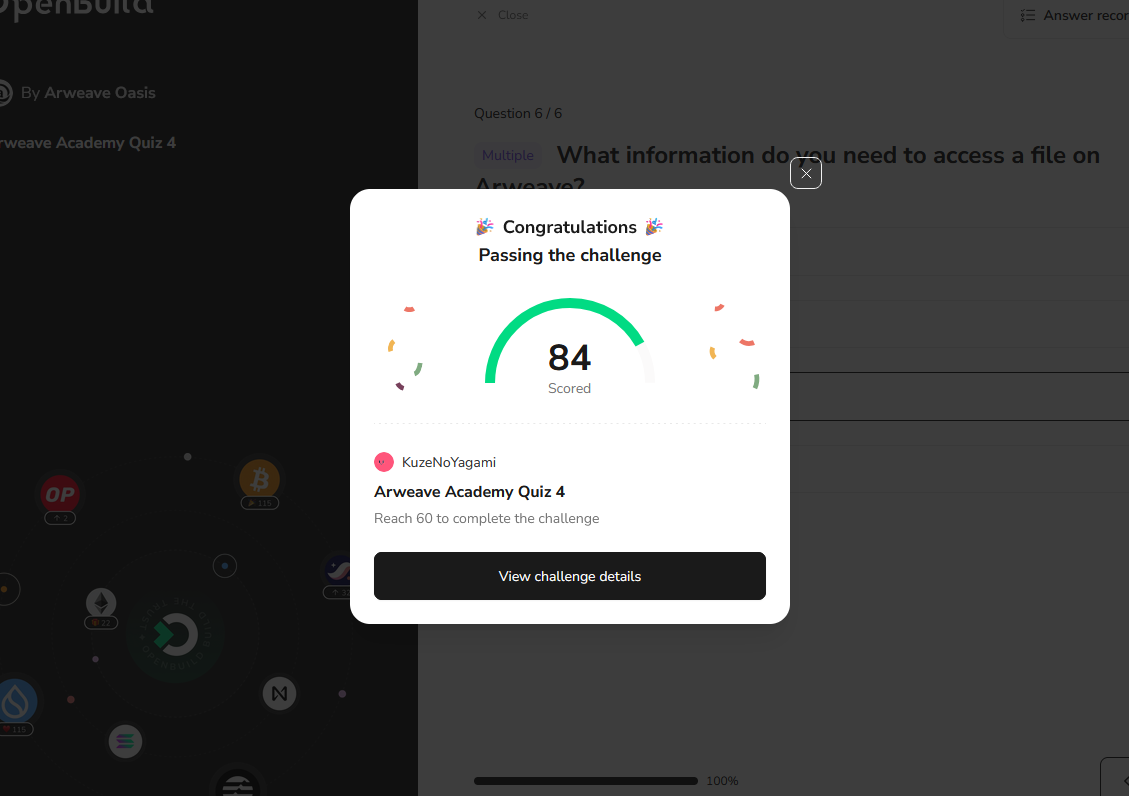 OpenBuild
Close
Answer recor
By Arweave Oasis
rweave Academy Quiz 4
Question 6 / 6
Multiple
What information do you need to access a file on
Arweave?
🎉 Congratulations 🎉
Passing the challenge
84
Scored
KuzeNoYagami
Arweave Academy Quiz 4
Reach 60 to complete the challenge
View challenge details
OP
2
115
22
116
100%